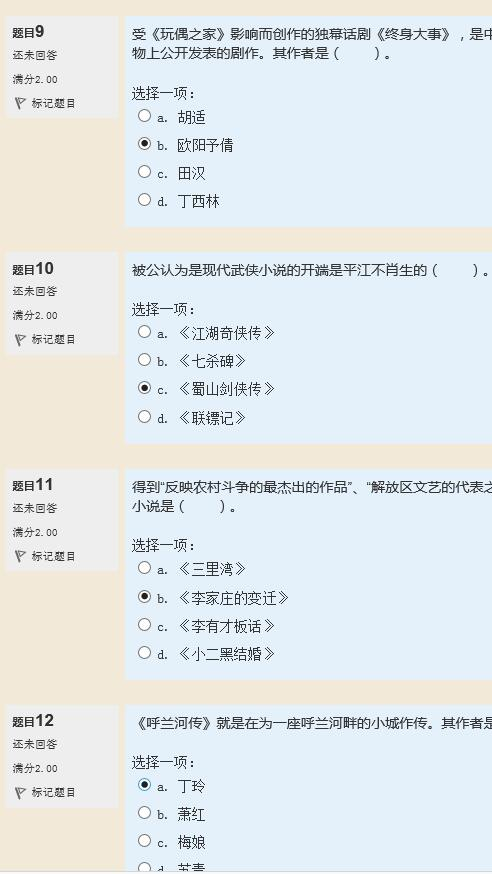 题目9
还未回答
满分2.00
标记题目
受《玩偶之家》影响而创作的独幕话剧《终身大事》，是
物上公开发表的剧作。其作者是（　　）。
选择一项：
a. 胡适
b. 欧阳予倩
c. 田汉
d. 丁西林
题目10
还未回答
满分2.00
标记题目
被公认为是现代武侠小说的开端是平江不肖生的（　　）。
选择一项：
a. 《江湖奇侠传》
b. 《七杀碑》
c. 《蜀山剑侠传》
d. 《联镖记》
题目11
还未回答
满分2.00
标记题目
得到“反映农村斗争的最杰出的作品”、“解放区文艺的代表之
小说是（　　）。
选择一项：
a. 《三里湾》
b. 《李家庄的变迁》
c. 《李有才板话》
d. 《小二黑结婚》
题目12
还未回答
满分2.00
标记题目
《呼兰河传》就是在为一座呼兰河畔的小城作传。其作者是
选择一项：
a. 丁玲
b. 萧红
c. 梅娘
d. 苏青